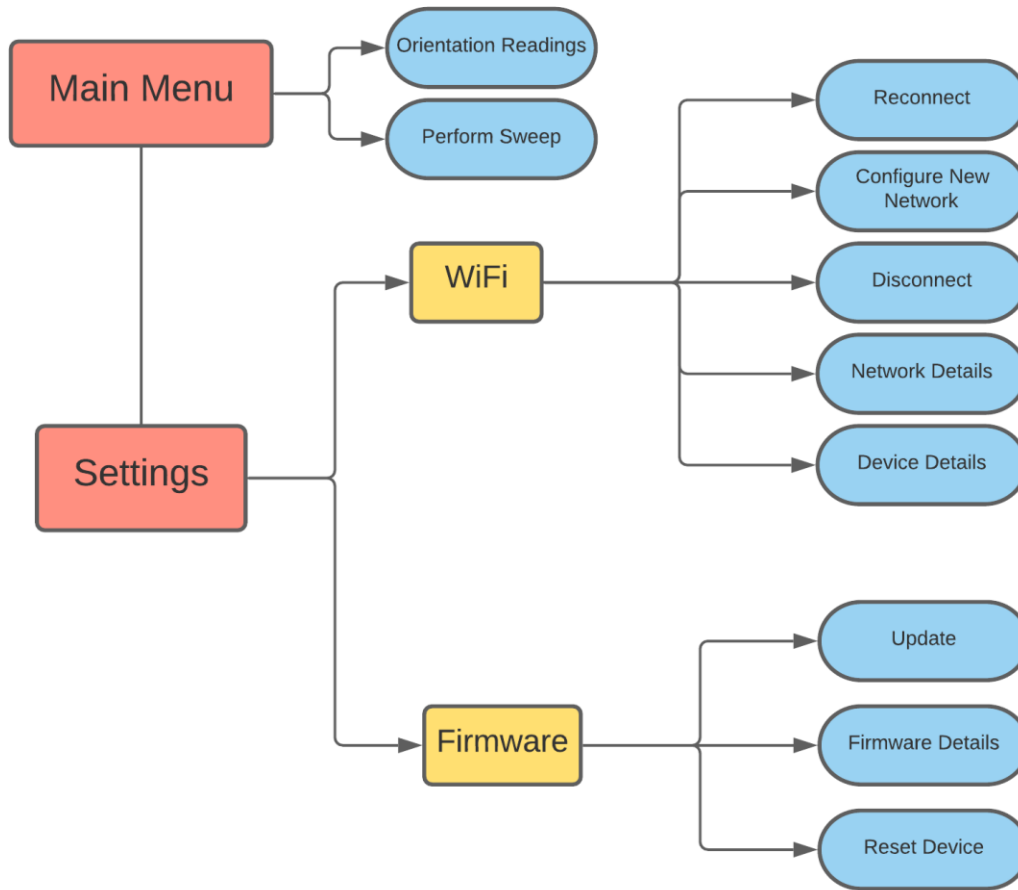 Main Menu
Orientation Readings
Perform Sweep
Settings
WiFi
Reconnect
Configure New
Network
Disconnect
Network Details
Device Details
Firmware
Update
Firmware Details
Reset Device